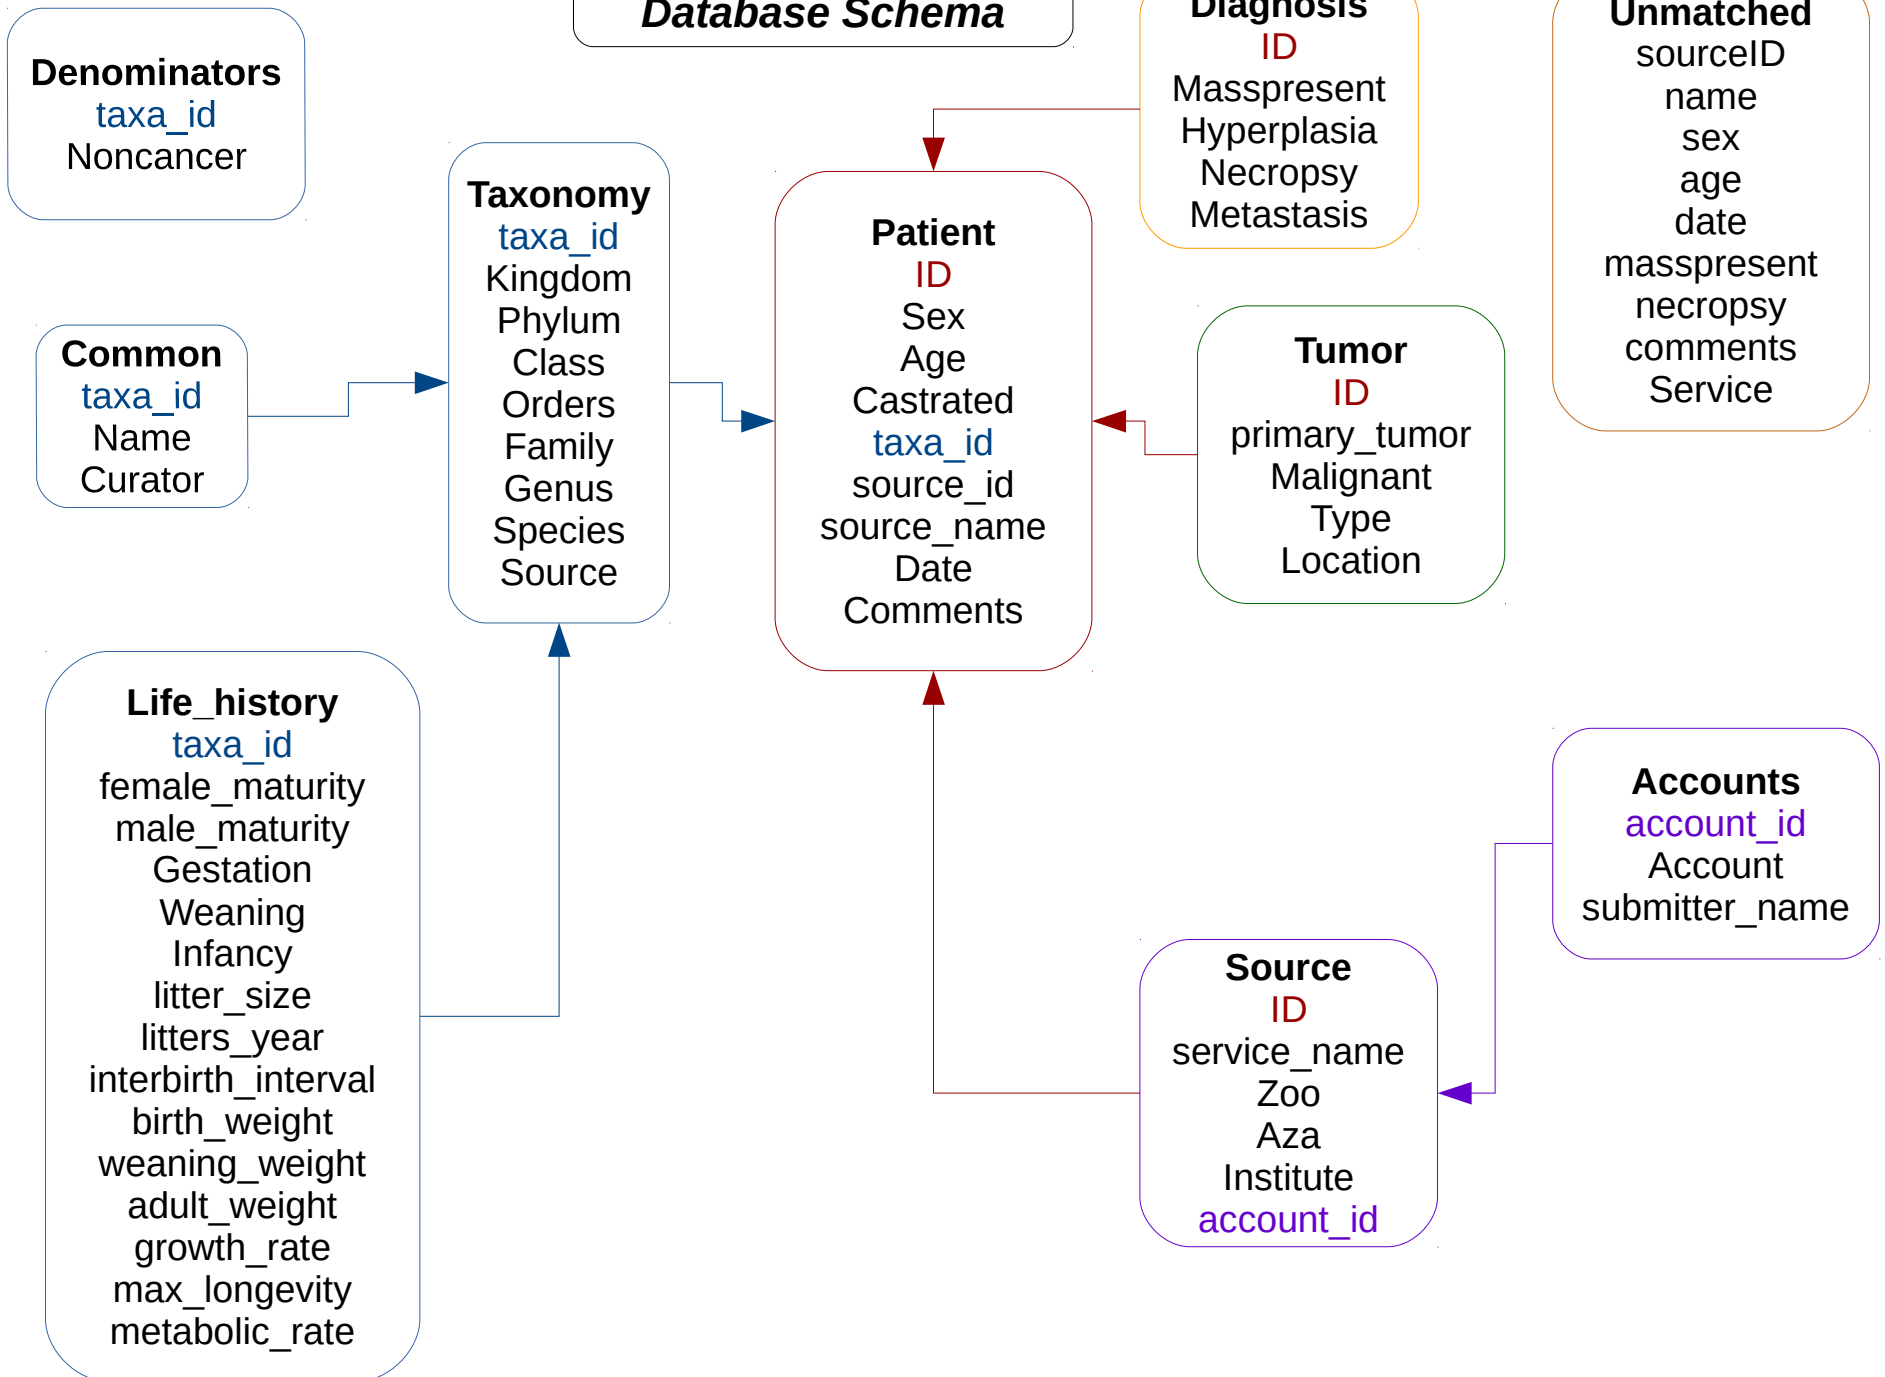 Database Schema
Denominators
taxa_id
Noncancer
Common
taxa_id
Name
Curator
Life_history
taxa_id
female_maturity
male_maturity
Gestation
Weaning
Infancy
litter_size
litters_year
interbirth_interval
birth_weight
weaning_weight
adult_weight
growth_rate
max_longevity
metabolic_rate
Taxonomy
taxa_id
Kingdom
Phylum
Class
Orders
Family
Genus
Species
Source
Patient
ID
Sex
Age
Castrated
taxa_id
source_id
source_name
Date
Comments
Diagnosis
ID
Masspresent
Hyperplasia
Necropsy
Metastasis
Tumor
ID
primary_tumor
Malignant
Type
Location
Source
ID
service_name
Zoo
Aza
Institute
account_id
Unmatched
sourceID
name
sex
age
date
masspresent
necropsy
comments
Service
Accounts
account_id
Account
submitter_name